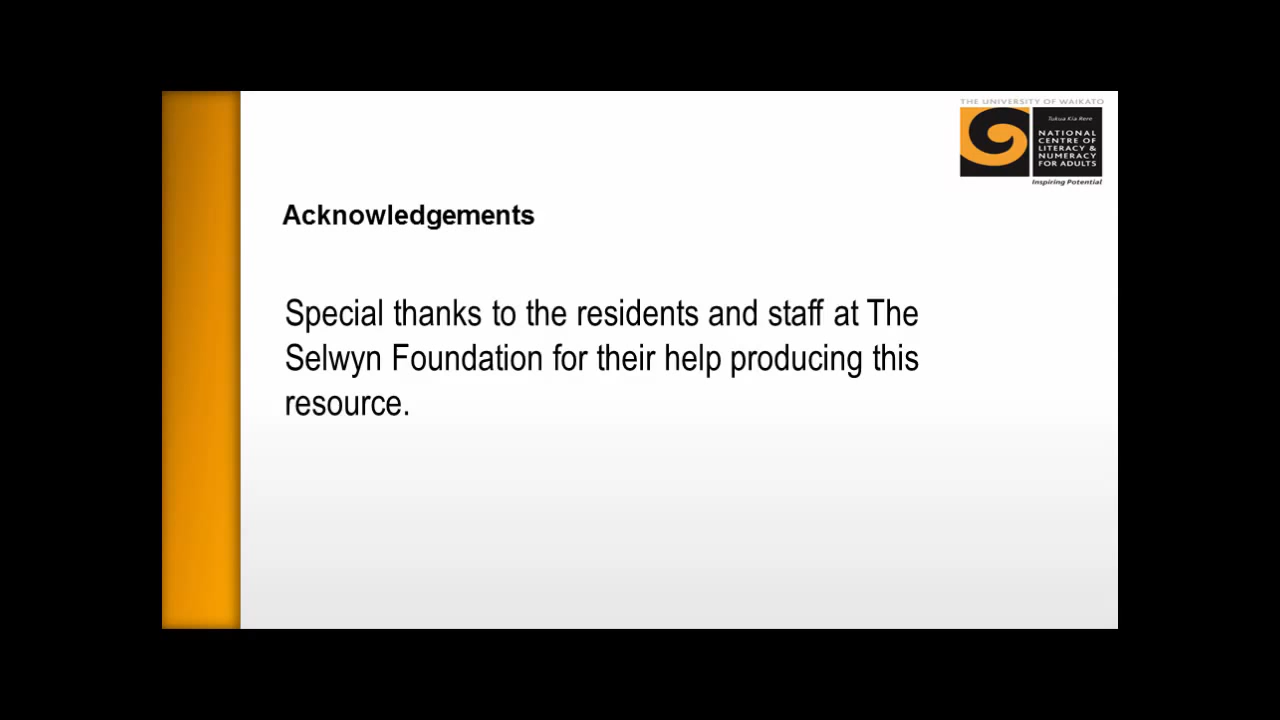 THE UNIVERSITY OF WAIKATO
Tukua Kia Rere
NATIONAL
CENTRE OF
LITERACY &
NUMERACY
FOR ADULTS
Inspiring Potential
Acknowledgements
Special thanks to the residents and staff at The
Selwyn Foundation for their help producing this
resource.